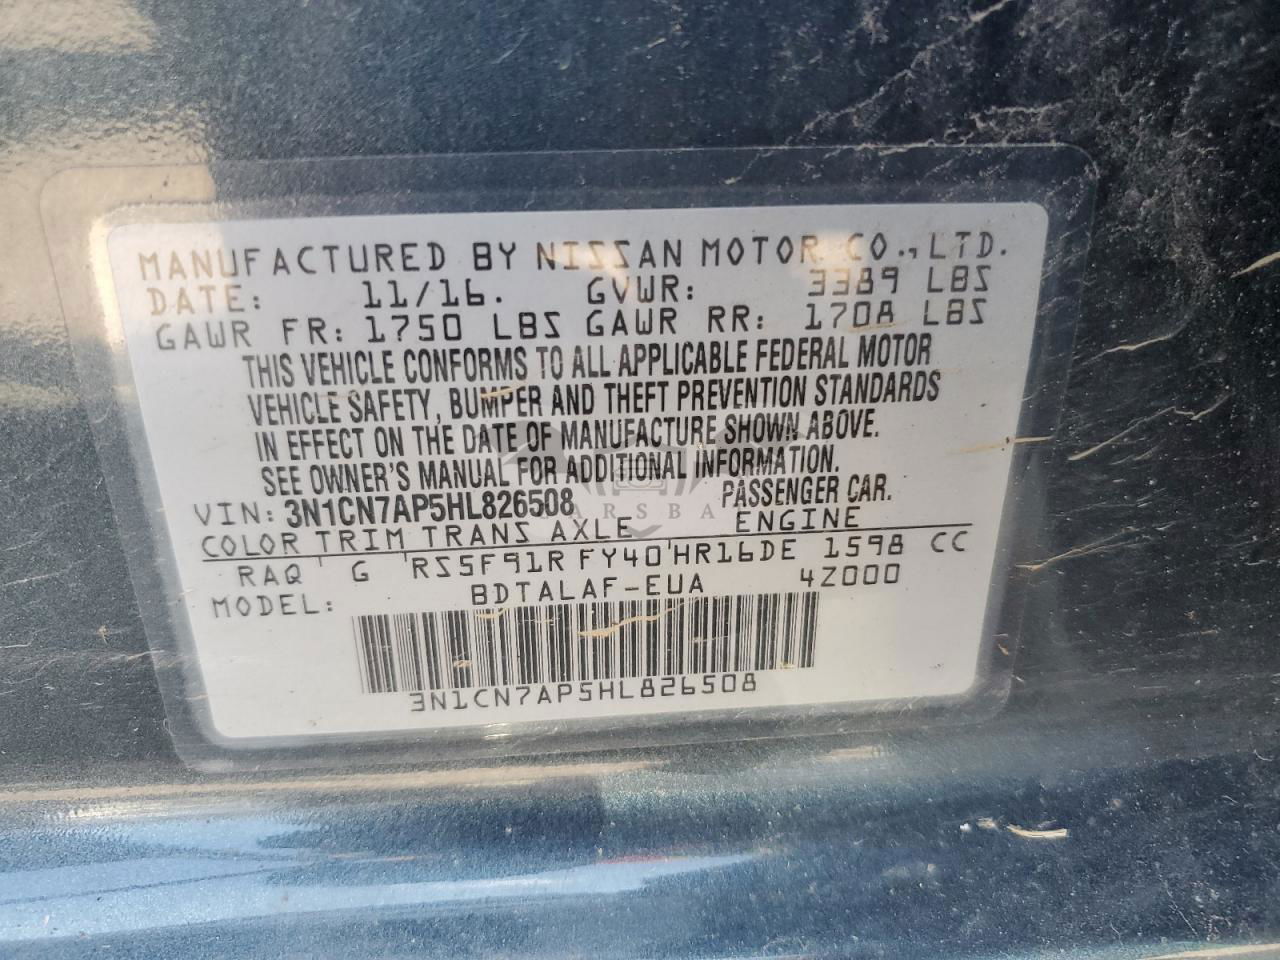 MANUFACTURED BY NISSAN MOTOR CO., LTD.
DATE: 11/16. GVWR: 3389 LBS
GAWR FR: 1750 LBS GAWR RR: 1708 LBS
THIS VEHICLE CONFORMS TO ALL APPLICABLE FEDERAL MOTOR
VEHICLE SAFETY, BUMPER AND THEFT PREVENTION STANDARDS
IN EFFECT ON THE DATE OF MANUFACTURE SHOWN ABOVE.
SEE OWNER'S MANUAL FOR ADDITIONAL INFORMATION.
VIN: 3N1CN7AP5HL826508 PASSENGER CAR.
COLOR TRIM TRANS AXLE ENGINE
RAQ G RS5F91R FY40 HR16DE 1598 CC
MODEL: BDTALAF-EUA 4Z000
3N1CN7AP5HL826508